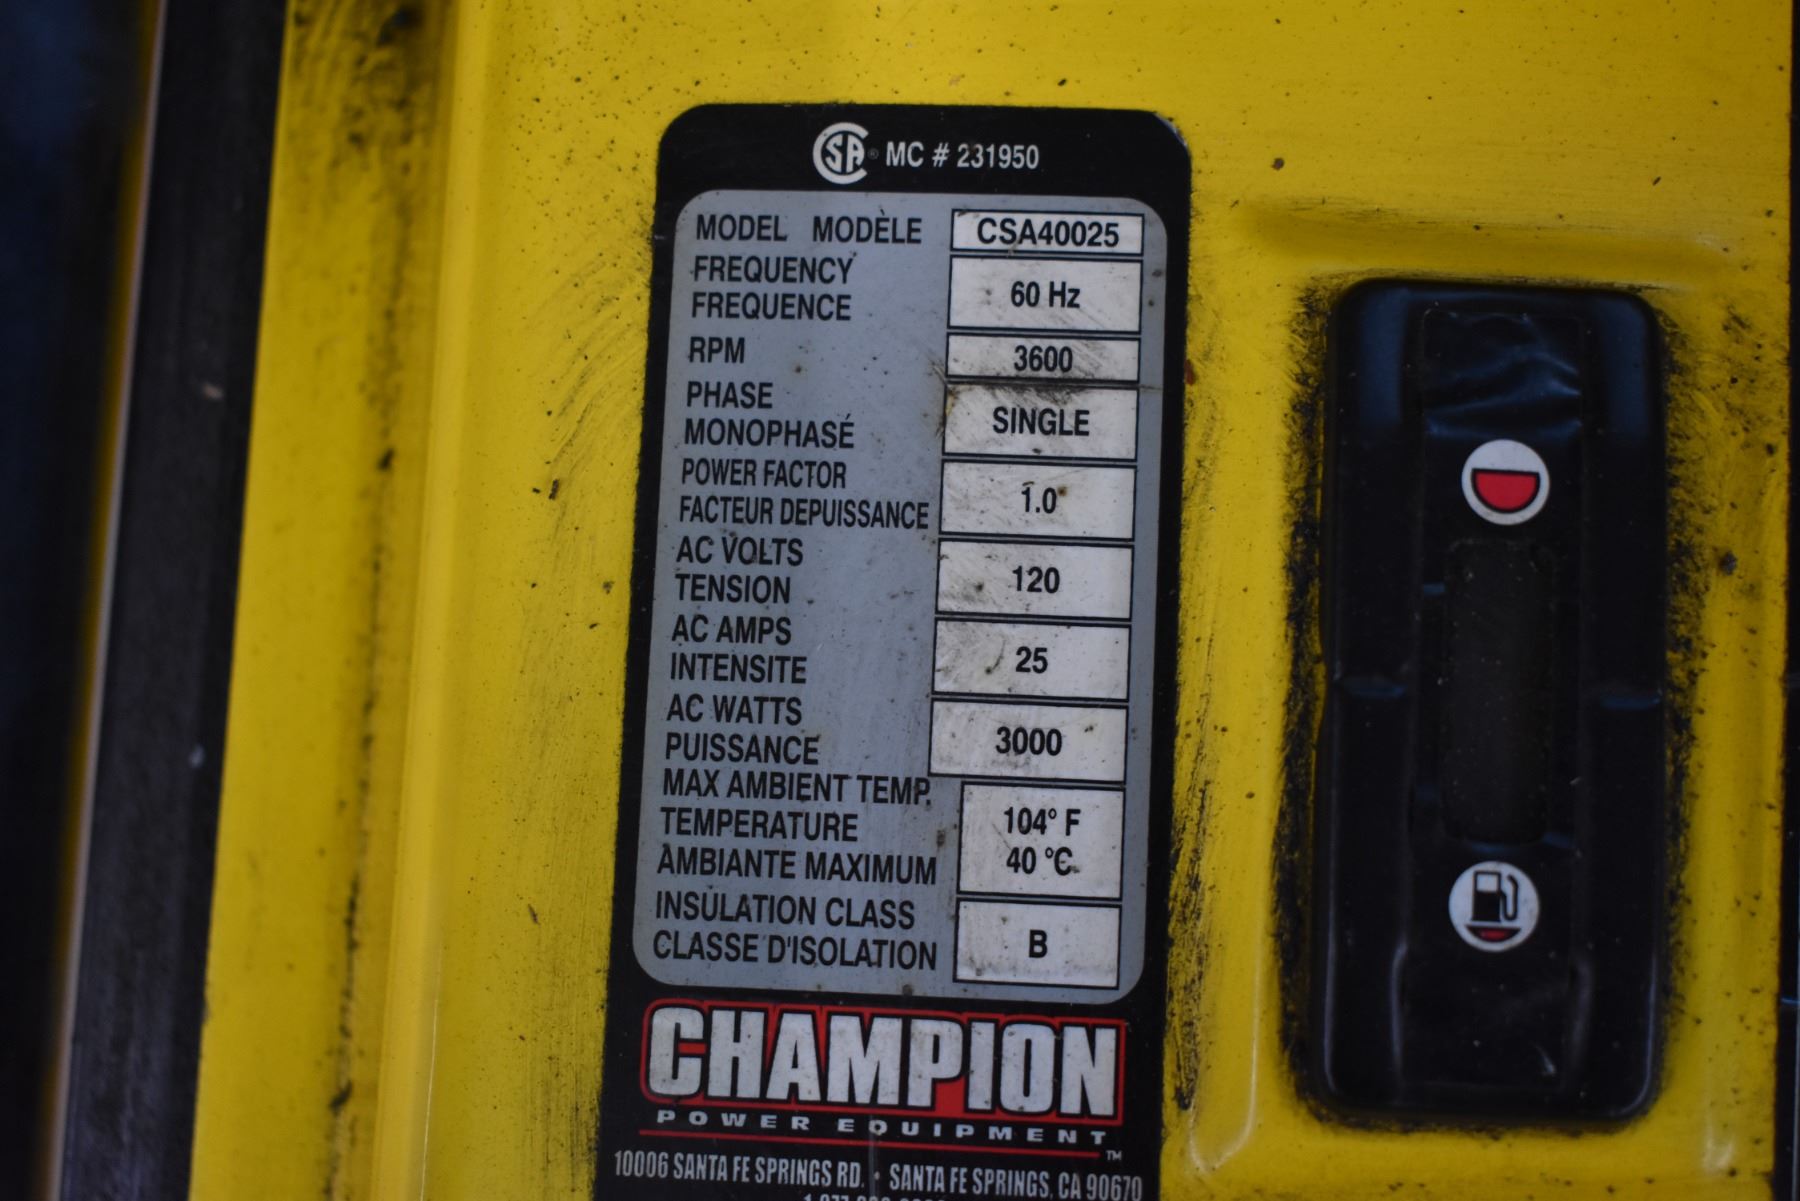 CSA ® MC # 231950
MODEL MODÈLE CSA40025
FREQUENCY
FREQUENCE
60 Hz
RPM 3600
PHASE
MONOPHASÉ
SINGLE
POWER FACTOR
FACTEUR DEPUISSANCE
1.0
AC VOLTS
TENSION
120
AC AMPS
INTENSITE
25
AC WATTS
PUISSANCE
3000
MAX AMBIENT TEMP.
TEMPERATURE
AMBIANTE MAXIMUM
104° F
40 °C
INSULATION CLASS
CLASSE D'ISOLATION
B
CHAMPION
POWER EQUIPMENT™
10006 SANTA FE SPRINGS RD. • SANTA FE SPRINGS, CA 90670